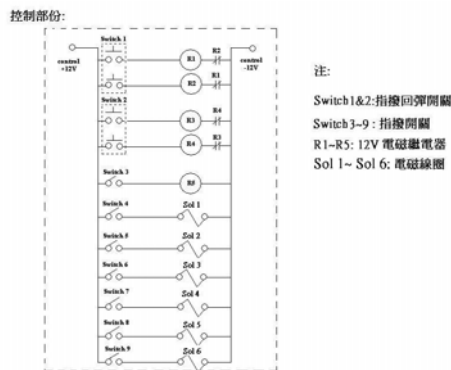 控制部份:
Switch 1
control
+12V
R1
R2
control
-12V
R2
R1
Switch 2
R3
R4
R4
R3
Switch 3
R5
Switch 4
Sol 1
Switch 5
Sol 2
Switch 6
Sol 3
Switch 7
Sol 4
Switch 8
Sol 5
Switch 9
Sol 6
注:
Switch1&2:指撥回彈開關
Switch3~9 : 指撥開關
R1~R5: 12V 電磁繼電器
Sol 1~ Sol 6: 電磁線圈